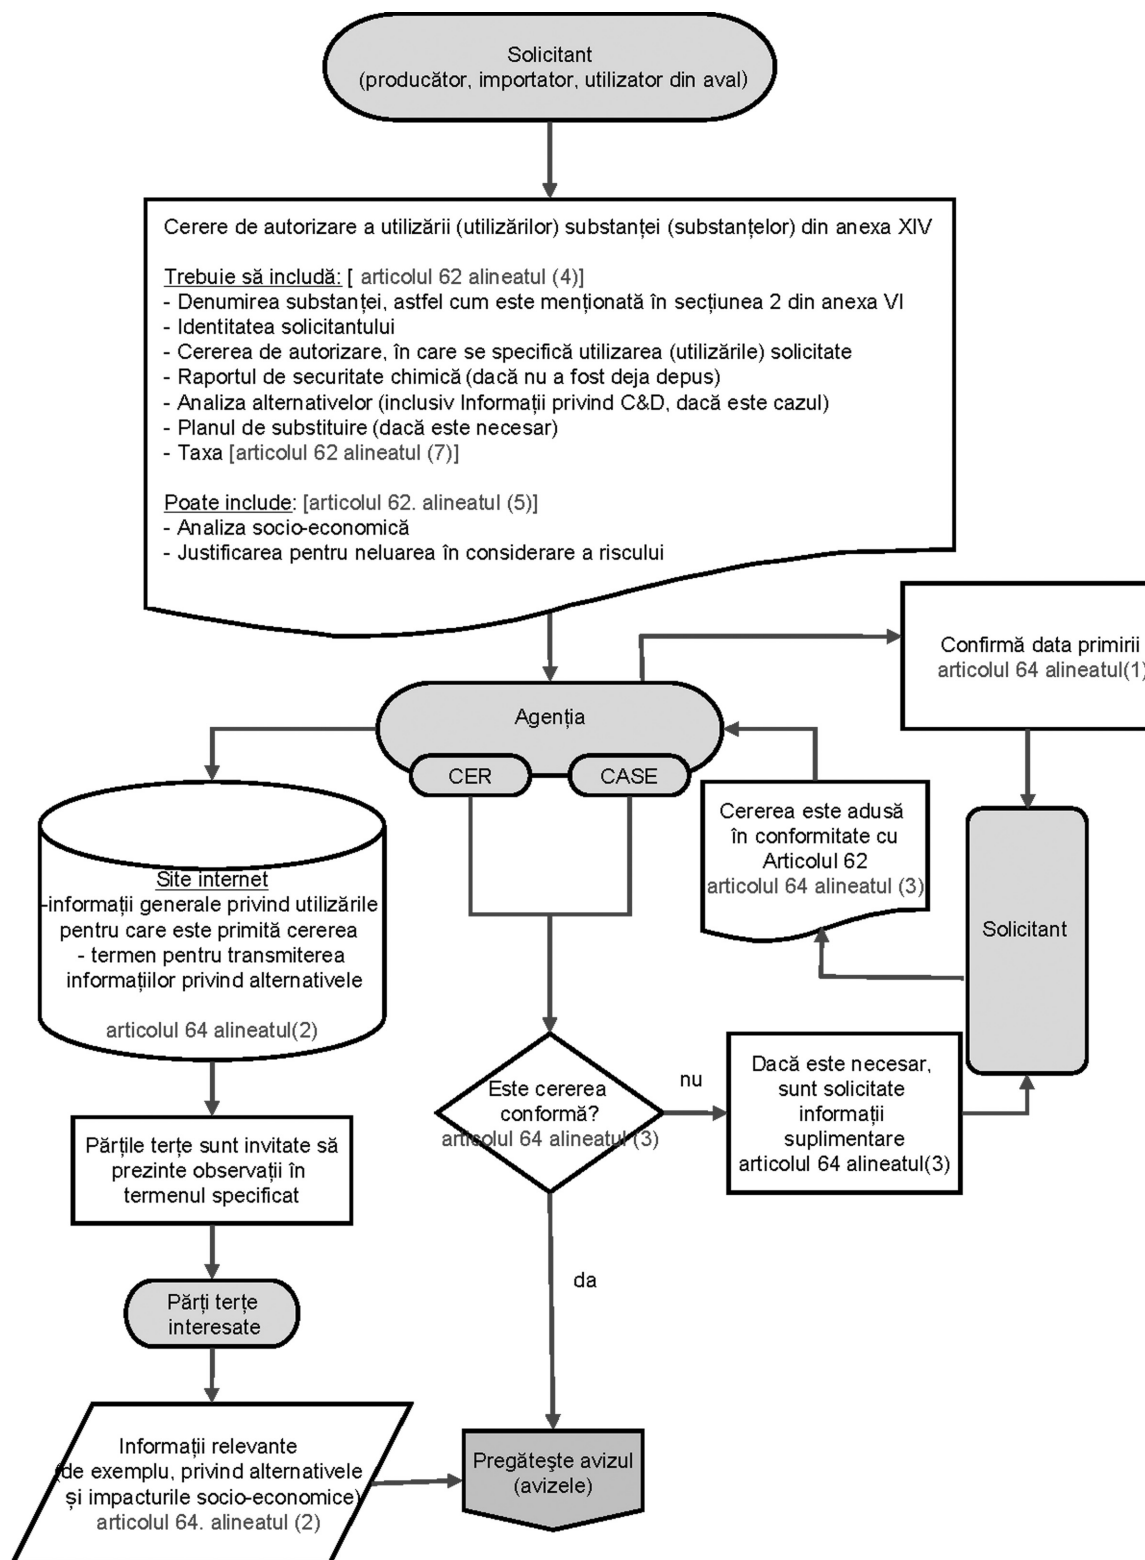 Solicitant
(producător, importator, utilizator din aval)
Cerere de autorizare a utilizării (utilizărilor) substanței (substanțelor) din anexa XIV
Trebuie să includă: [ articolul 62 alineatul (4)]
- Denumirea substanței, astfel cum este menționată în secțiunea 2 din anexa VI
- Identitatea solicitantului
- Cererea de autorizare, în care se specifică utilizarea (utilizările) solicitate
- Raportul de securitate chimică (dacă nu a fost deja depus)
- Analiza alternativelor (inclusiv Informații privind C&D, dacă este cazul)
- Planul de substituire (dacă este necesar)
- Taxa [articolul 62 alineatul (7)]
Poate include: [articolul 62. alineatul (5)]
- Analiza socio-economică
- Justificarea pentru neluarea în considerare a riscului
Confirmă data primirii
articolul 64 alineatul(1)
Agenția
CER
CASE
Cererea este adusă
în conformitate cu
Articolul 62
articolul 64 alineatul (3)
Solicitant
Site internet
-informații generale privind utilizările
pentru care este primită cererea
- termen pentru transmiterea
informațiilor privind alternativele
articolul 64 alineatul(2)
Este cererea
conformă?
articolul 64 alineatul (3)
nu
Dacă este necesar,
sunt solicitate
informații
suplimentare
articolul 64 alineatul(3)
Părțile terțe sunt invitate să
prezinte observații în
termenul specificat
da
Părți terțe
interesate
Informații relevante
(de exemplu, privind alternativele
și impacturile socio-economice)
articolul 64. alineatul (2)
Pregăteşte avizul
(avizele)